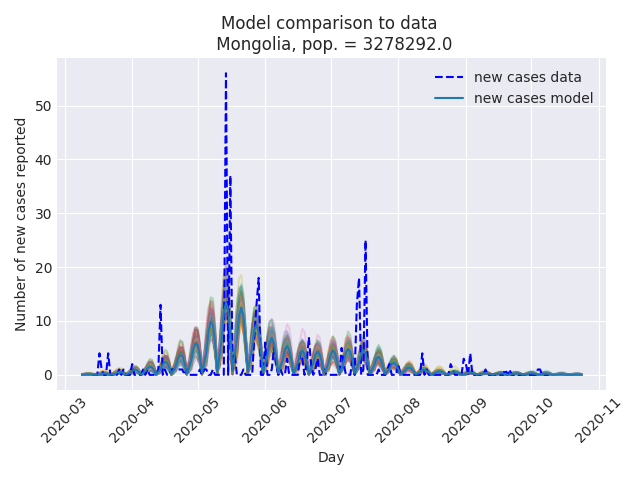 Model comparison to data
Mongolia, pop. = 3278292.0
new cases data
new cases model
Number of new cases reported
50
40
30
20
10
0
2020-03
2020-04
2020-05
2020-06
2020-07
2020-08
2020-09
2020-10
2020-11
Day